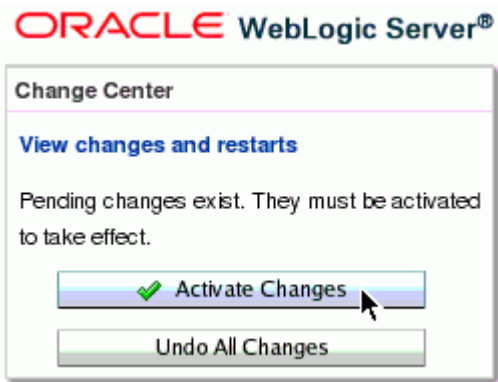 ORACLE WebLogic Server®
Change Center
View changes and restarts
Pending changes exist. They must be activated
to take effect.
Activate Changes
Undo All Changes